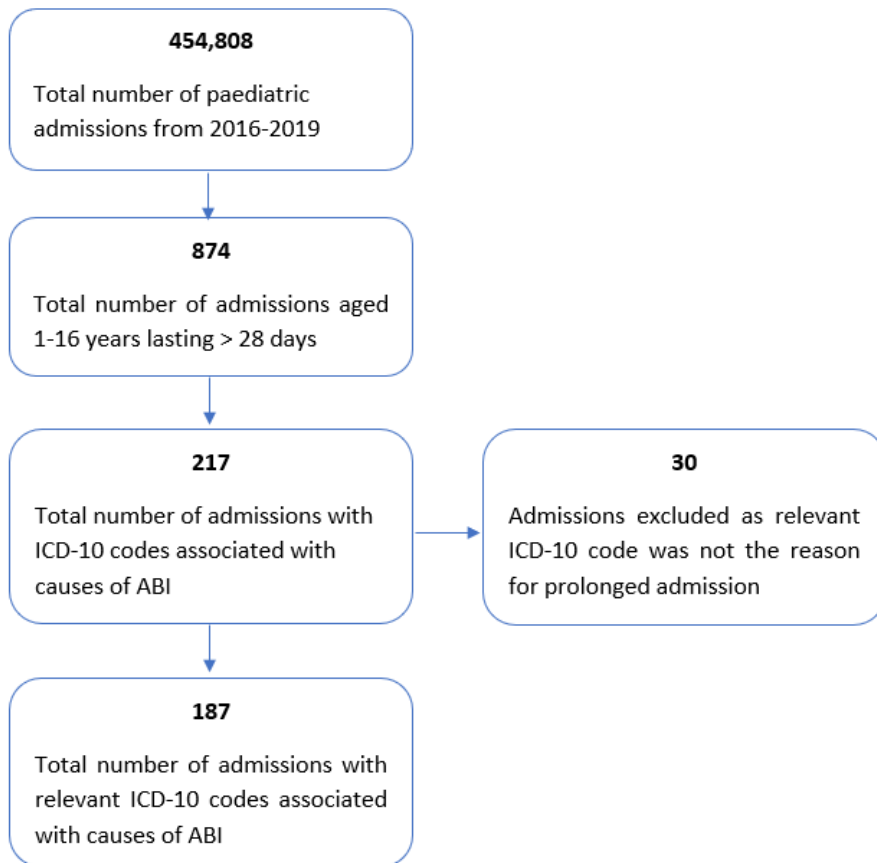 454,808
Total number of paediatric
admissions from 2016-2019
874
Total number of admissions aged
1-16 years lasting > 28 days
217
Total number of admissions with
ICD-10 codes associated with
causes of ABI
30
Admissions excluded as relevant
ICD-10 code was not the reason
for prolonged admission
187
Total number of admissions with
relevant ICD-10 codes associated
with causes of ABI